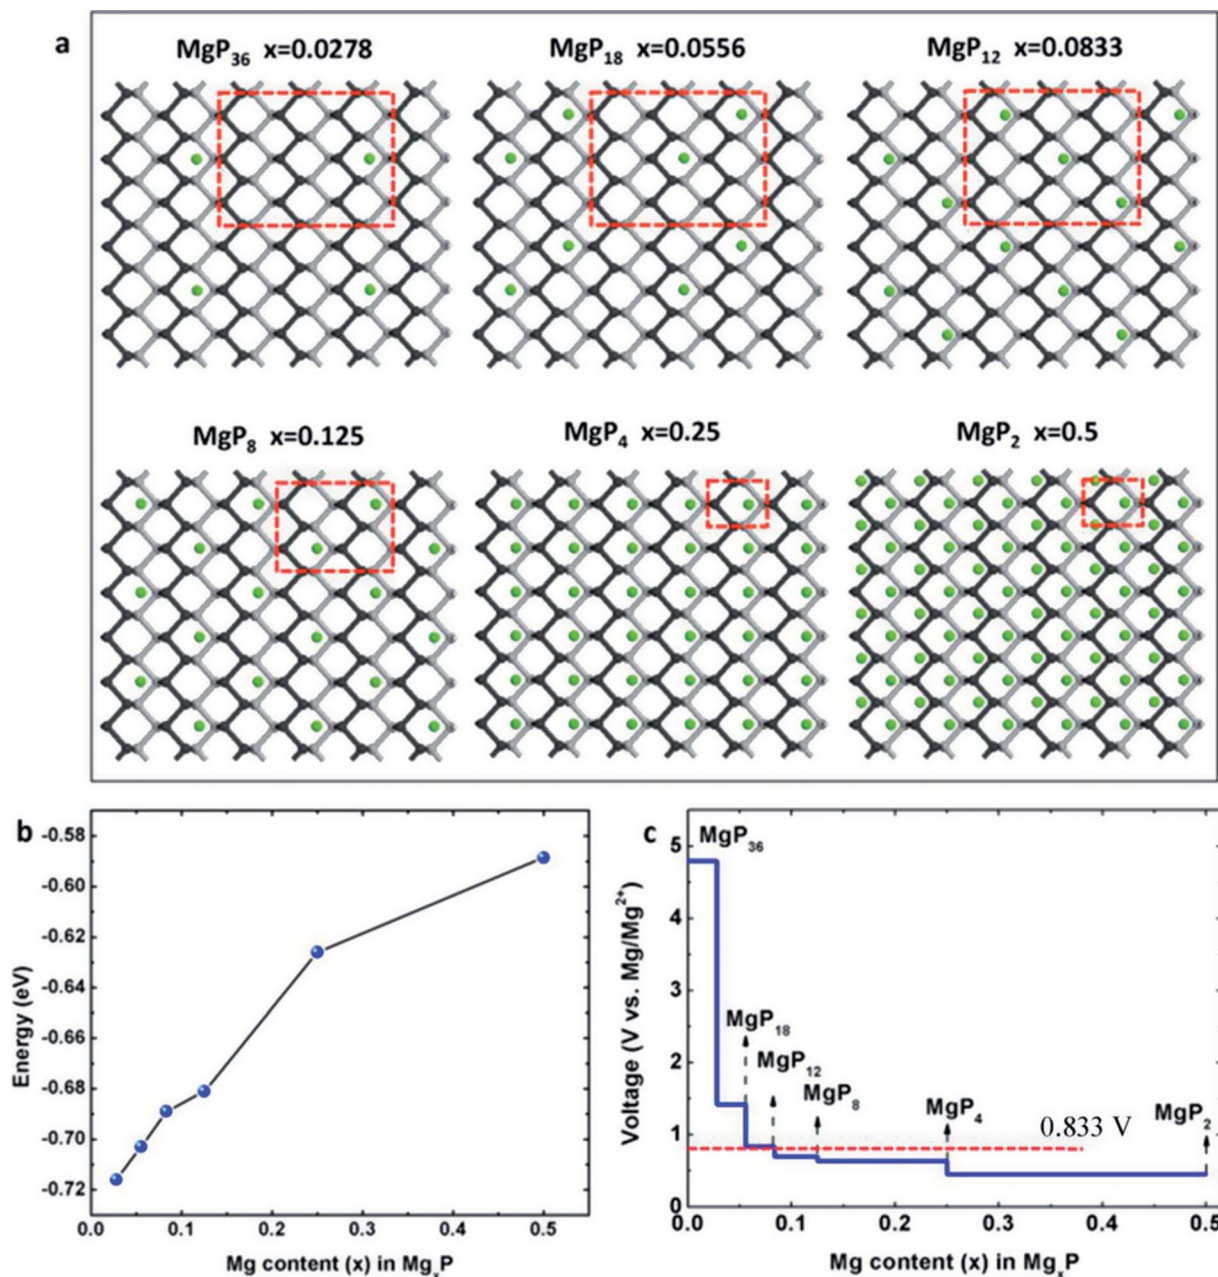 a
MgP₃₆ x=0.0278
MgP₁₈ x=0.0556
MgP₁₂ x=0.0833
MgP₈ x=0.125
MgP₄ x=0.25
MgP₂ x=0.5
b
-0.58
-0.60
-0.62
-0.64
-0.66
-0.68
-0.70
-0.72
Energy (eV)
0.0 0.1 0.2 0.3 0.4 0.5
Mg content (x) in MgₓP
c
5
4
3
2
1
0
Voltage (V vs. Mg/Mg²⁺)
MgP₃₆
MgP₁₈
MgP₁₂
MgP₈
MgP₄
MgP₂
0.833 V
0.0 0.1 0.2 0.3 0.4 0.5
Mg content (x) in MgₓP